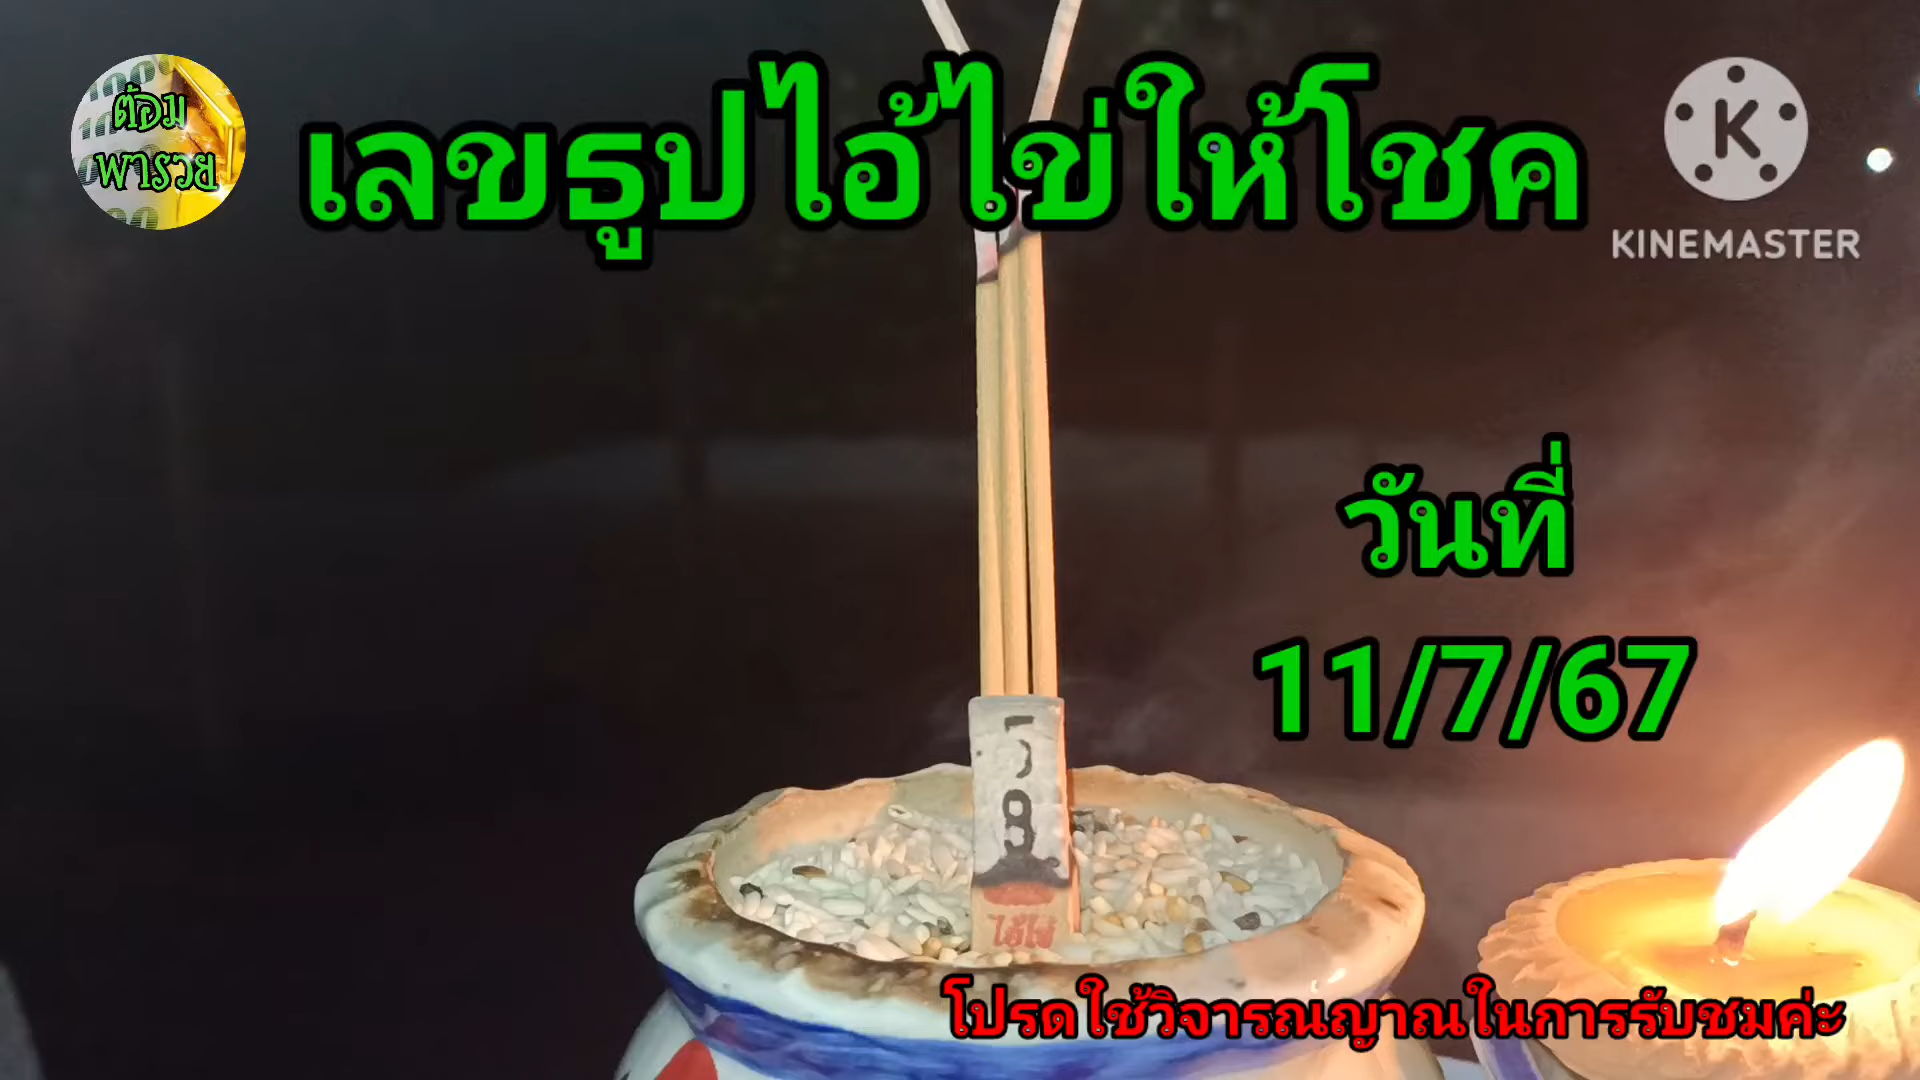 ต้อม
พารวย
เลขธูปไอ้ไข่ให้โชค
K
KINEMASTER
วันที่
11/7/67
ไอ้ไข่
โปรดใช้วิจารณญาณในการรับชมค่ะ